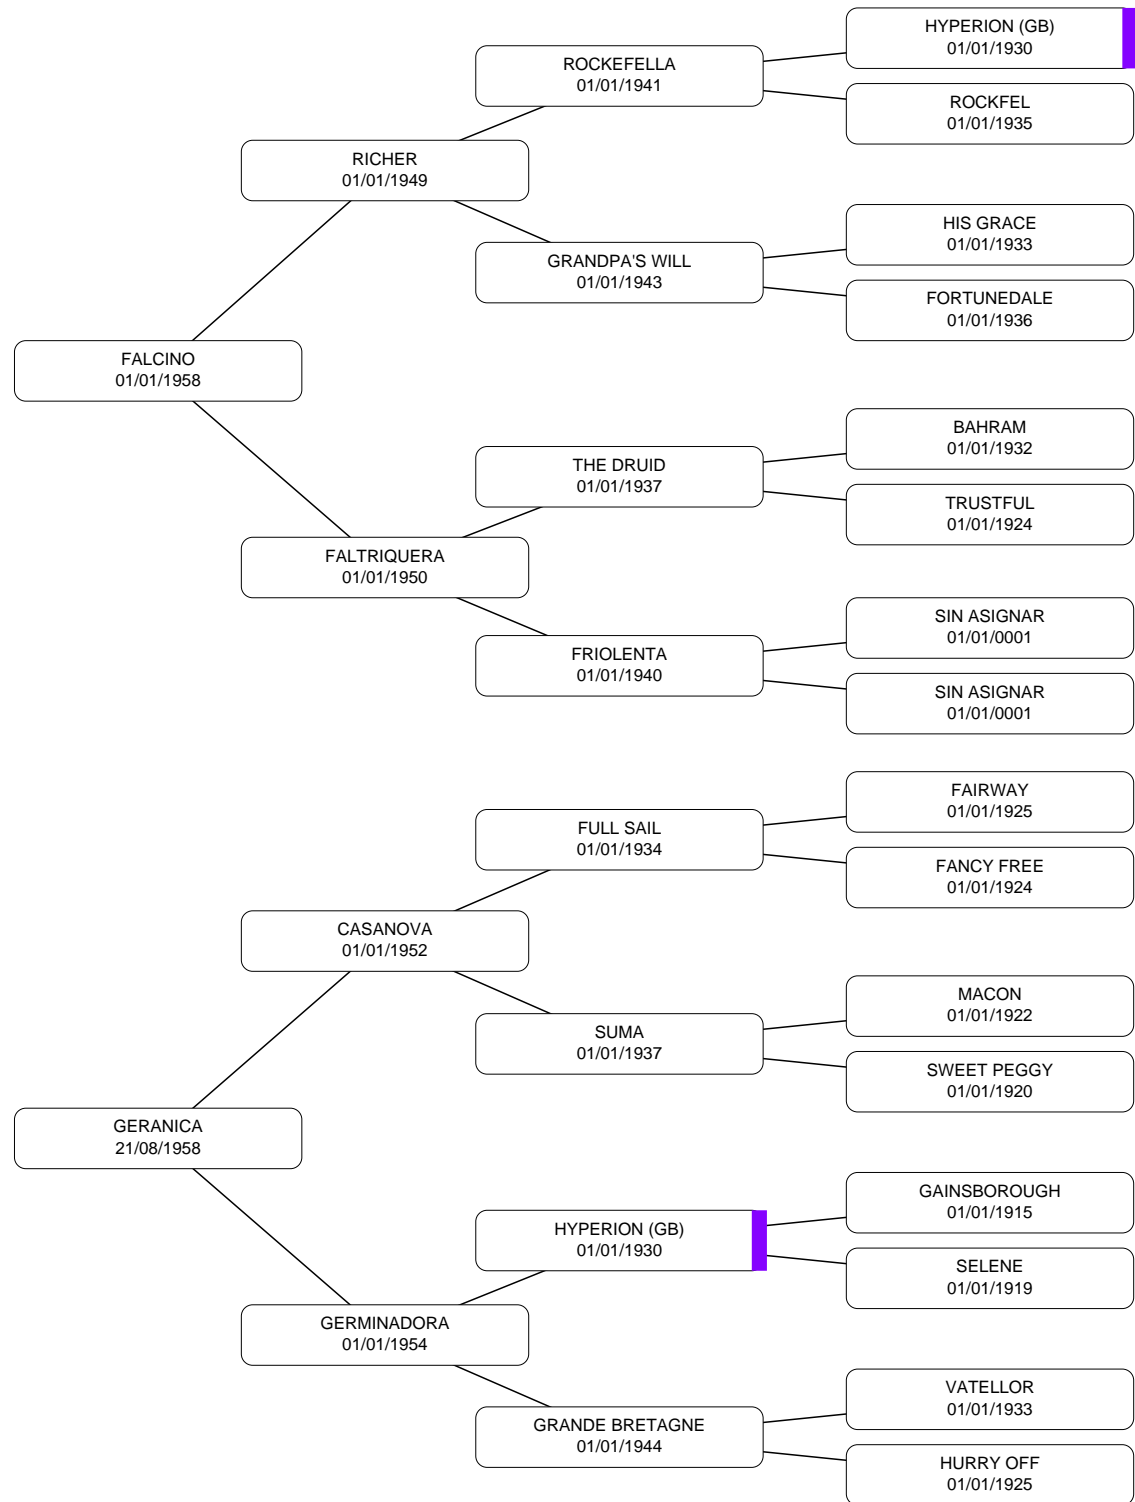 HYPERION (GB)
01/01/1930
ROCKEFELLA
01/01/1941
ROCKFEL
01/01/1935
RICHER
01/01/1949
HIS GRACE
01/01/1933
GRANDPA'S WILL
01/01/1943
FORTUNEDALE
01/01/1936
FALCINO
01/01/1958
BAHRAM
01/01/1932
THE DRUID
01/01/1937
TRUSTFUL
01/01/1924
FALTRIQUERA
01/01/1950
SIN ASIGNAR
01/01/0001
FRIOLENTA
01/01/1940
SIN ASIGNAR
01/01/0001
FAIRWAY
01/01/1925
FULL SAIL
01/01/1934
FANCY FREE
01/01/1924
CASANOVA
01/01/1952
MACON
01/01/1922
SUMA
01/01/1937
SWEET PEGGY
01/01/1920
GERANICA
21/08/1958
GAINSBOROUGH
01/01/1915
HYPERION (GB)
01/01/1930
SELENE
01/01/1919
GERMINADORA
01/01/1954
VATELLOR
01/01/1933
GRANDE BRETAGNE
01/01/1944
HURRY OFF
01/01/1925